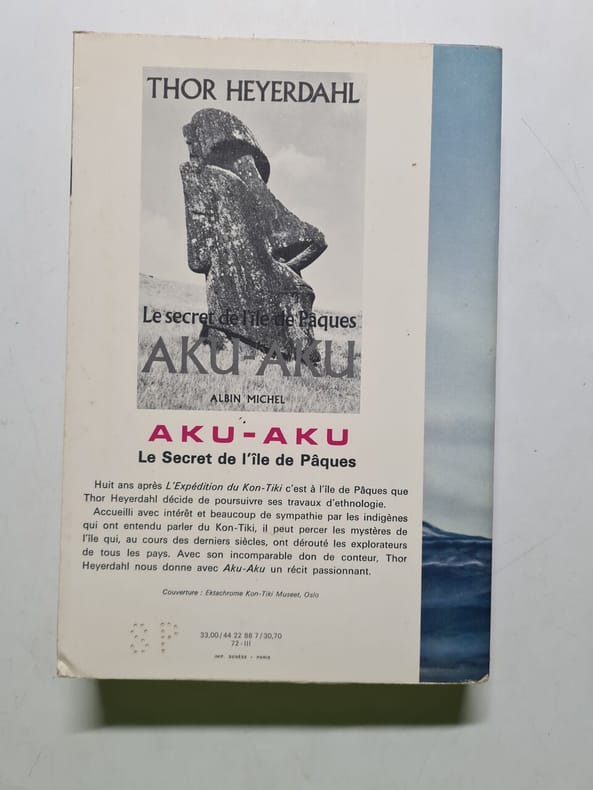 THOR HEYERDAHL
Le secret de l'île de Pâques
AKU-AKU
ALBIN MICHEL
AKU-AKU
Le Secret de l'île de Pâques
Huit ans après L'Expédition du Kon-Tiki c'est à l'île de Pâques que
Thor Heyerdahl décide de poursuivre ses travaux d'ethnologie.
Accueilli avec intérêt et beaucoup de sympathie par les indigènes
qui ont entendu parler du Kon-Tiki, il peut percer les mystères de
l'île qui, au cours des derniers siècles, ont dérouté les explorateurs
de tous les pays. Avec son incomparable don de conteur, Thor
Heyerdahl nous donne avec Aku-Aku un récit passionnant.
Couverture : Ektachrome Kon-Tiki Museet, Oslo
SP
33,00/44 22 88 7/30,70
72-III
IMP. SENÈSE - PARIS